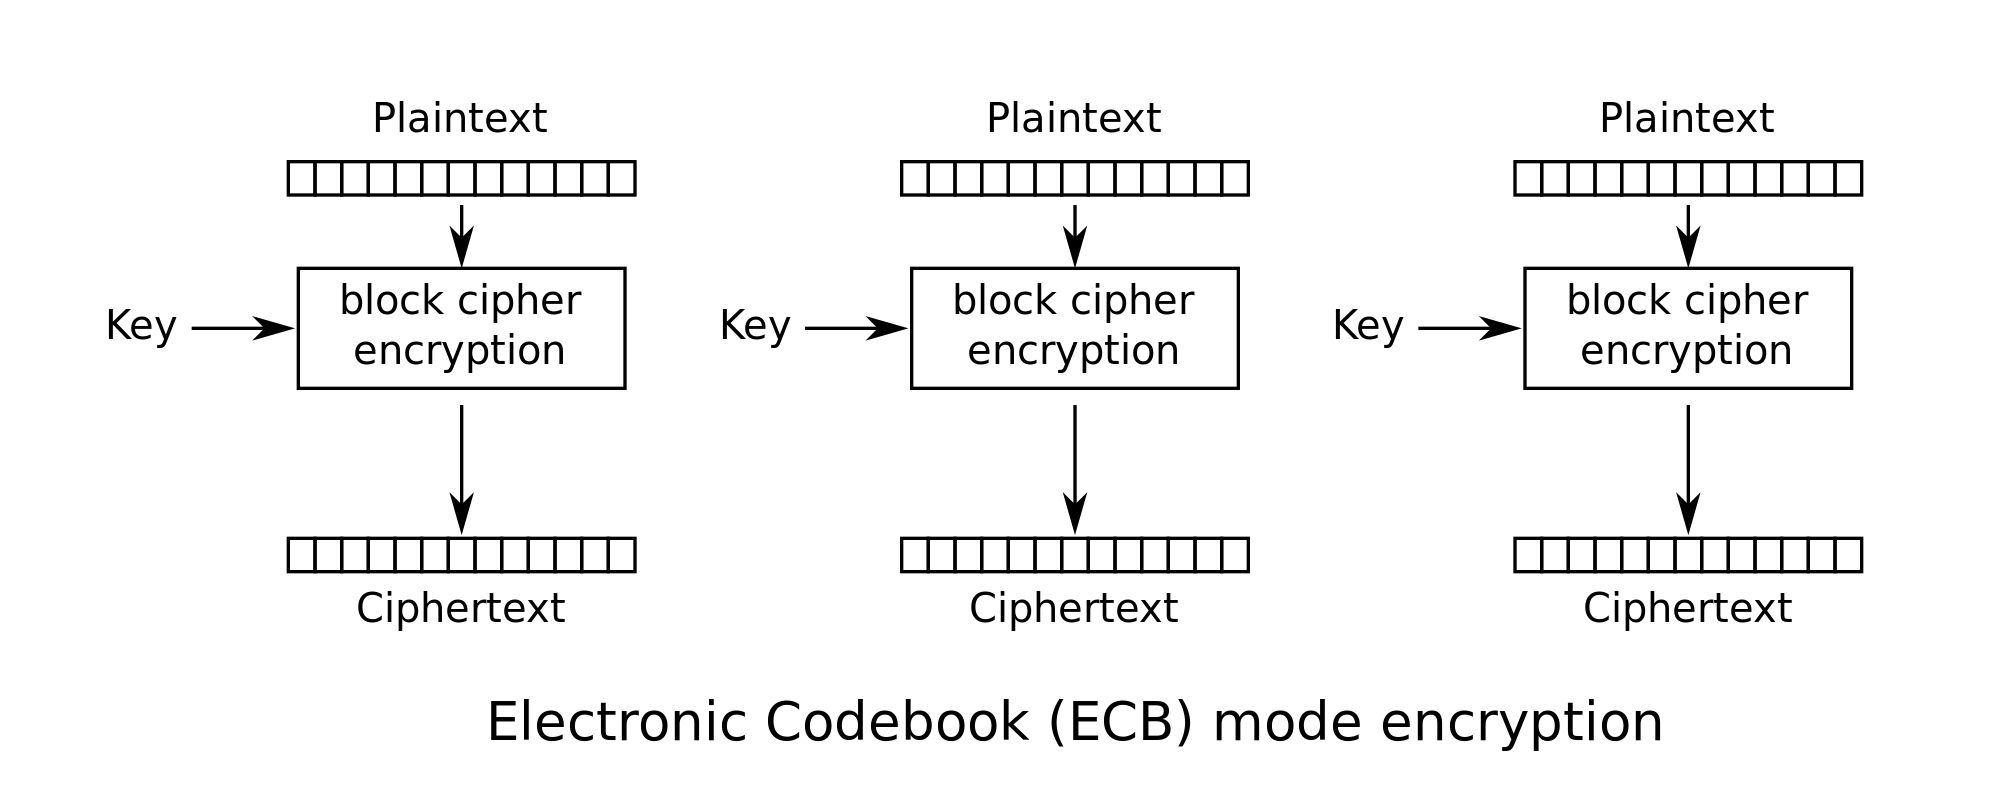 Plaintext
Plaintext
Plaintext
Key
block cipher
encryption
Key
block cipher
encryption
Key
block cipher
encryption
Ciphertext
Ciphertext
Ciphertext
Electronic Codebook (ECB) mode encryption